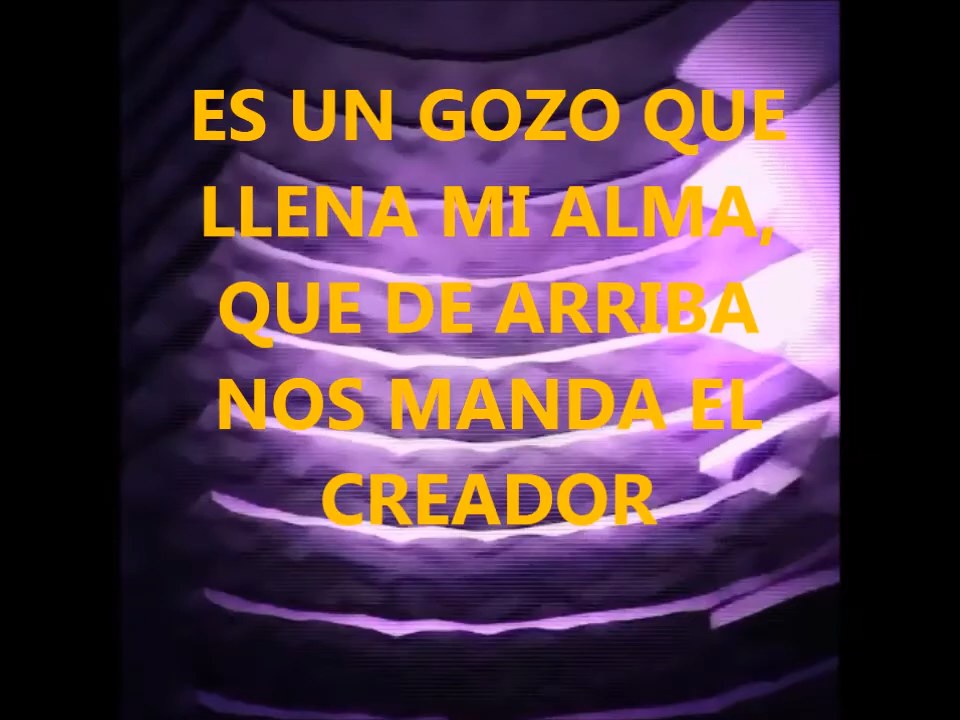 ES UN GOZO QUE
LLENA MI ALMA,
QUE DE ARRIBA
NOS MANDA EL
CREADOR